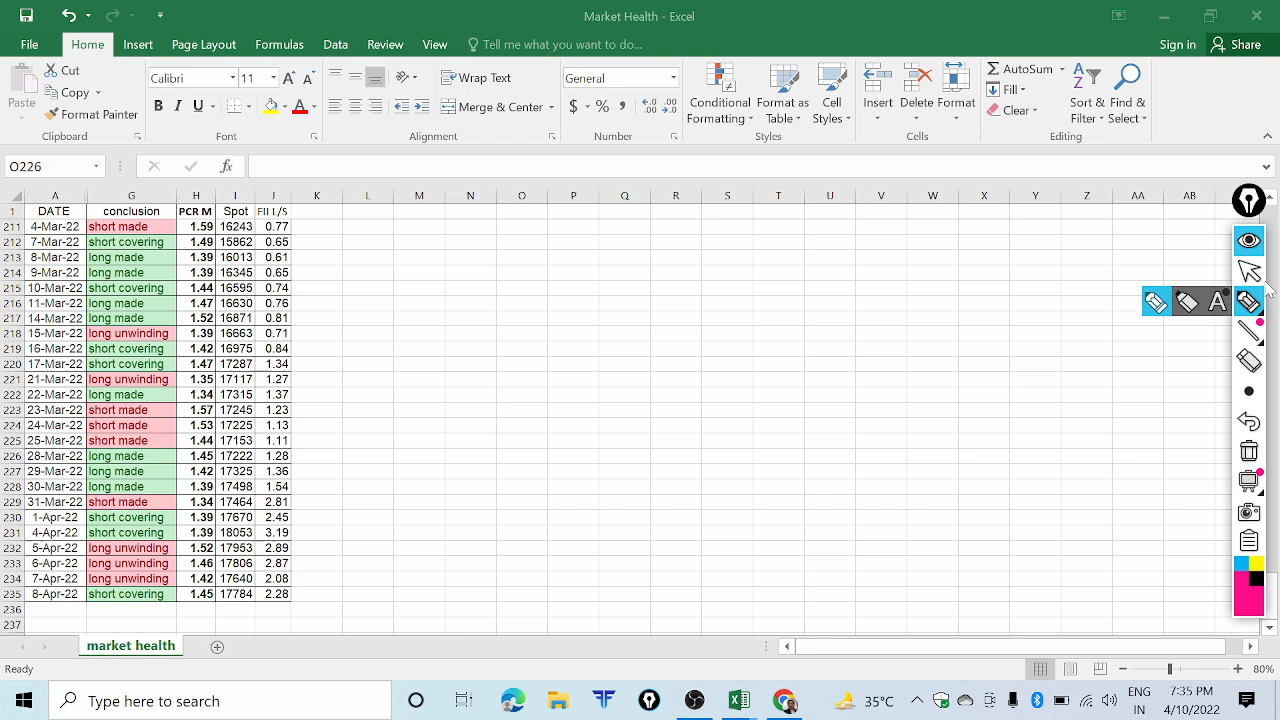 Market Health - Excel
File Home Insert Page Layout Formulas Data Review View Tell me what you want to do... Sign in Share
Paste Cut Copy Format Painter Clipboard
Calibri 11 B I U A Font
Wrap Text Merge & Center Alignment
General $ % Number
Conditional Formatting Format as Table Cell Styles Styles
Insert Delete Format Cells
AutoSum Fill Clear Sort & Filter Find & Select Editing
O226 fx
A G H I J K L M N O P Q R S T U V W X Y Z AA AB
1 DATE conclusion PCR M Spot FII L/S
211 4-Mar-22 short made 1.59 16243 0.77
212 7-Mar-22 short covering 1.49 15862 0.65
213 8-Mar-22 long made 1.39 16013 0.61
214 9-Mar-22 long made 1.39 16345 0.65
215 10-Mar-22 short covering 1.44 16595 0.74
216 11-Mar-22 long made 1.47 16630 0.76
217 14-Mar-22 long made 1.52 16871 0.81
218 15-Mar-22 long unwinding 1.39 16663 0.71
219 16-Mar-22 short covering 1.42 16975 0.84
220 17-Mar-22 short covering 1.47 17287 1.34
221 21-Mar-22 long unwinding 1.35 17117 1.27
222 22-Mar-22 long made 1.34 17315 1.37
223 23-Mar-22 short made 1.57 17245 1.23
224 24-Mar-22 short made 1.53 17225 1.13
225 25-Mar-22 short made 1.44 17153 1.11
226 28-Mar-22 long made 1.45 17222 1.28
227 29-Mar-22 long made 1.42 17325 1.36
228 30-Mar-22 long made 1.39 17498 1.54
229 31-Mar-22 short made 1.34 17464 2.81
230 1-Apr-22 short covering 1.39 17670 2.45
231 4-Apr-22 short covering 1.39 18053 3.19
232 5-Apr-22 long unwinding 1.52 17953 2.89
233 6-Apr-22 long unwinding 1.46 17806 2.87
234 7-Apr-22 long unwinding 1.42 17640 2.08
235 8-Apr-22 short covering 1.45 17784 2.28
236
237
A
market health
Ready 80%
Type here to search 35°C ENG IN 7:35 PM 4/10/2022